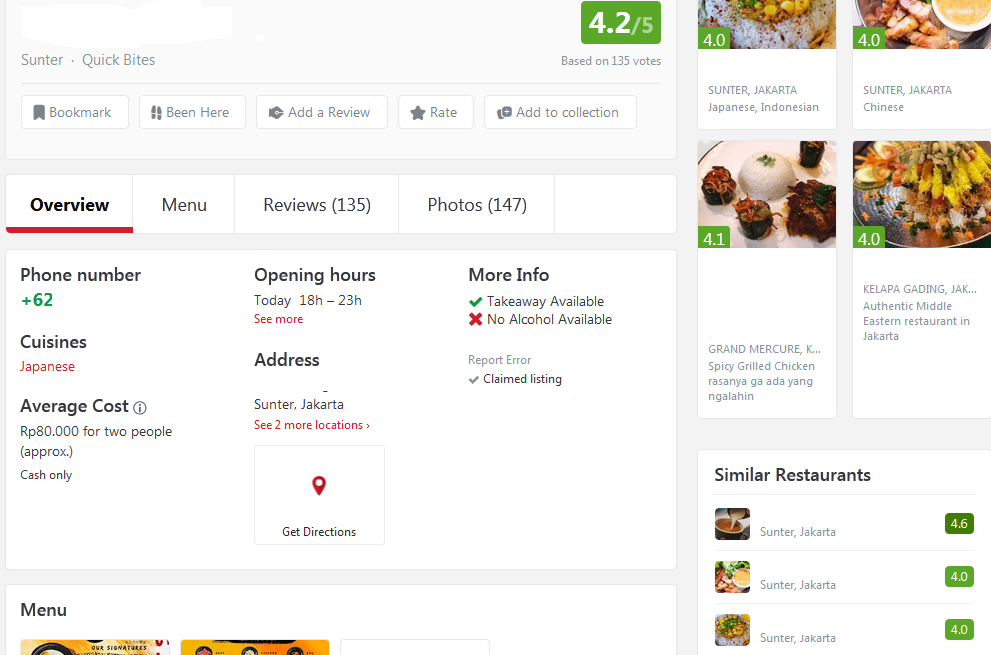 4.2/5
Sunter · Quick Bites
Based on 135 votes
Bookmark
Been Here
Add a Review
Rate
Add to collection
Overview
Menu
Reviews (135)
Photos (147)
Phone number
+62
Cuisines
Japanese
Average Cost
Rp80.000 for two people
(approx.)
Cash only
Opening hours
Today 18h – 23h
See more
Address
Sunter, Jakarta
See 2 more locations ›
Get Directions
More Info
Takeaway Available
No Alcohol Available
Report Error
Claimed listing
Menu
OUR SIGNATURES
4.0
SUNTER, JAKARTA
Japanese, Indonesian
4.0
SUNTER, JAKARTA
Chinese
4.1
GRAND MERCURE, K...
Spicy Grilled Chicken
rasanya ga ada yang
ngalahin
4.0
KELAPA GADING, JAK...
Authentic Middle
Eastern restaurant in
Jakarta
Similar Restaurants
Sunter, Jakarta
4.6
Sunter, Jakarta
4.0
Sunter, Jakarta
4.0